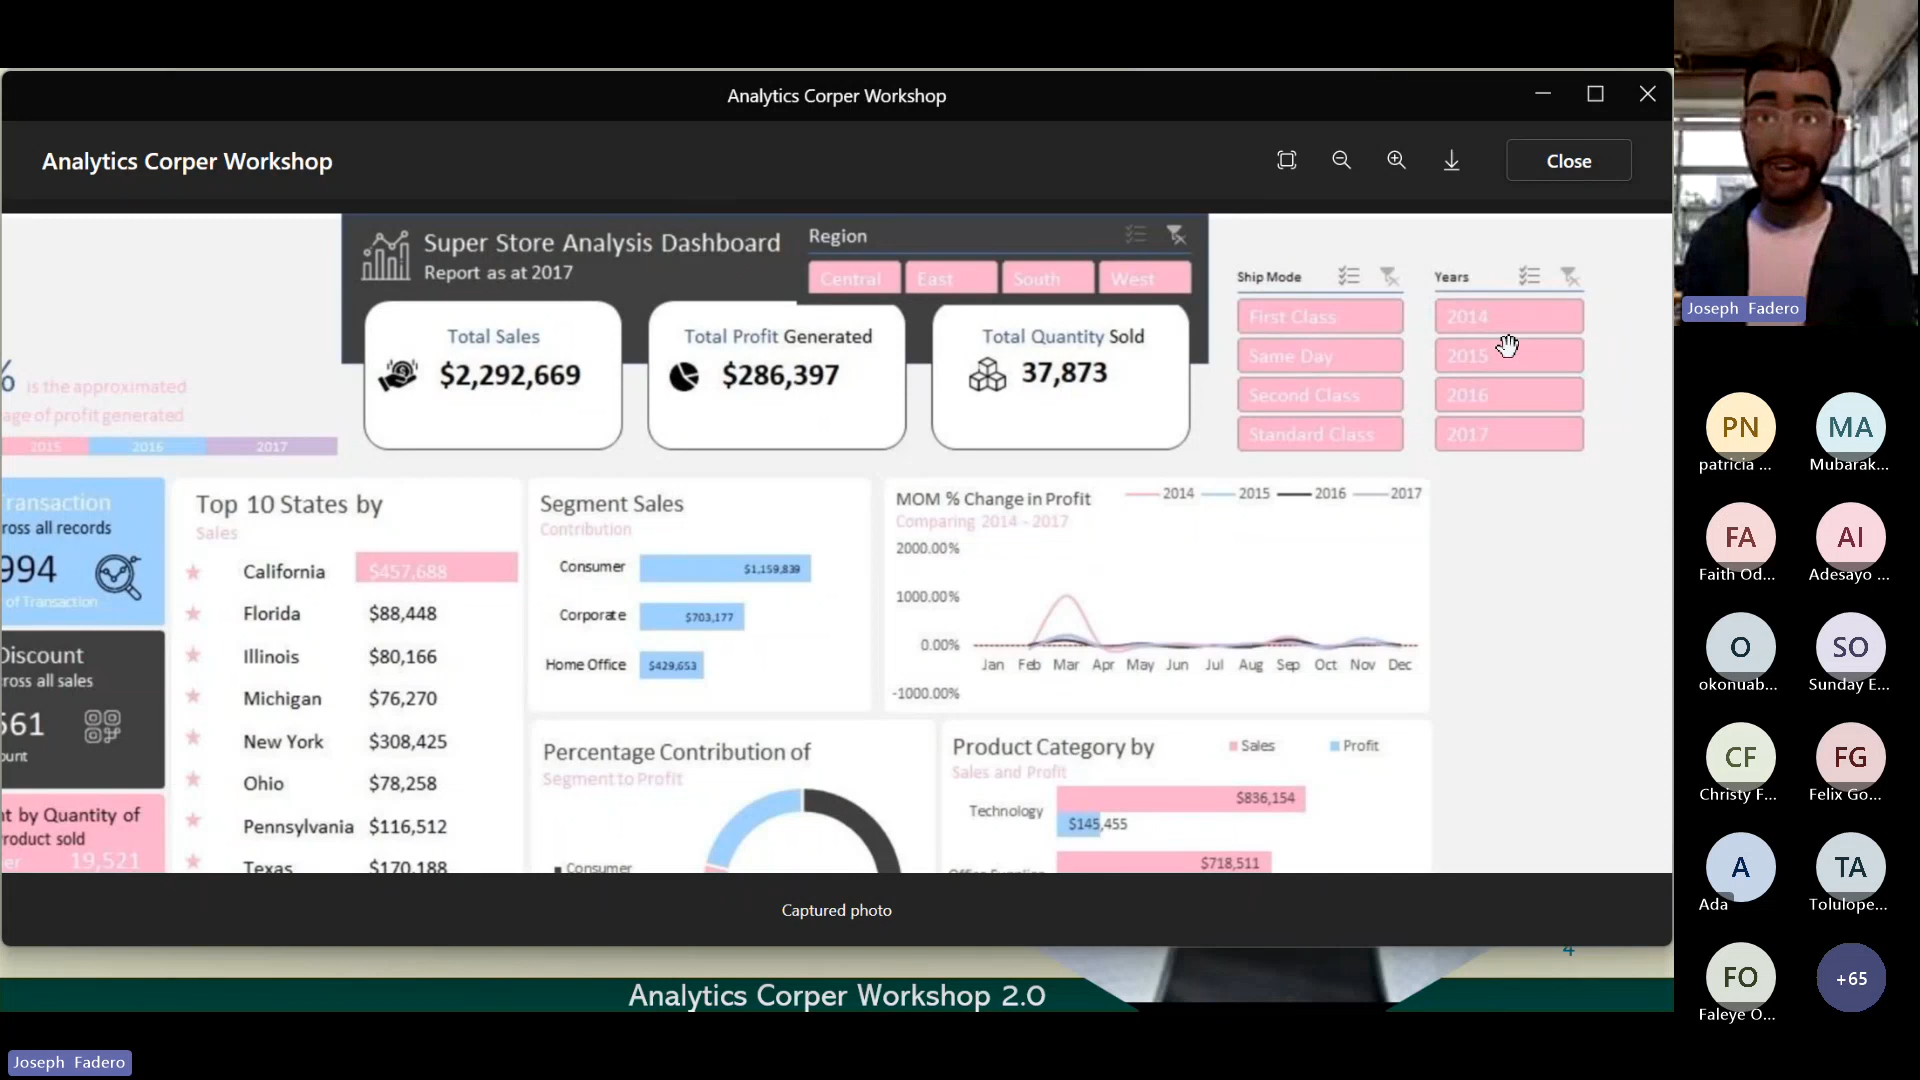 Analytics Corper Workshop
Analytics Corper Workshop
Close
Super Store Analysis Dashboard
Report as at 2017
Region
Central East South West
Total Sales
$2,292,669
Total Profit Generated
$286,397
Total Quantity Sold
37,873
Ship Mode
First Class
Same Day
Second Class
Standard Class
Years
2014
2015
2016
2017
% is the approximated
age of profit generated
2015 2016 2017
ransaction
ross all records
994
of Transaction
Discount
ross all sales
561
ount
nt by Quantity of
roduct sold
er 19,521
Top 10 States by
Sales
California $457,688
Florida $88,448
Illinois $80,166
Michigan $76,270
New York $308,425
Ohio $78,258
Pennsylvania $116,512
Texas $170,188
Segment Sales
Contribution
Consumer $1,159,839
Corporate $703,177
Home Office $429,653
MOM % Change in Profit
Comparing 2014 - 2017
2014 2015 2016 2017
2000.00%
1000.00%
0.00%
-1000.00%
Jan Feb Mar Apr May Jun Jul Aug Sep Oct Nov Dec
Percentage Contribution of
Segment to Profit
Consumer
Product Category by
Sales and Profit
Sales Profit
Technology
$836,154
$145,455
$718,511
Captured photo
4
Analytics Corper Workshop 2.0
Joseph Fadero
Joseph Fadero
PN
patricia ...
MA
Mubarak...
FA
Faith Od...
AI
Adesayo ...
O
okonuab...
SO
Sunday E...
CF
Christy F...
FG
Felix Go...
A
Ada
TA
Tolulope...
FO
Faleye O...
+65